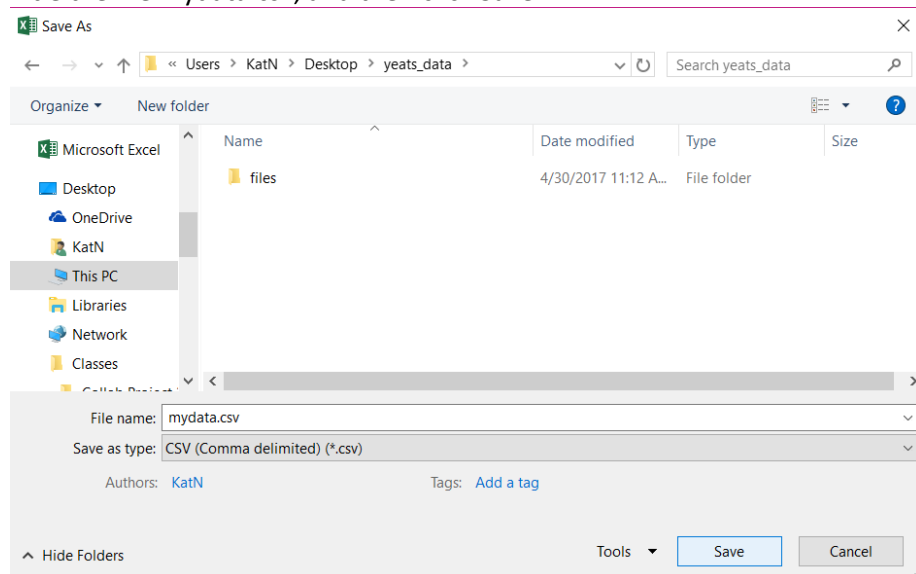 Save As
« Users > KatN > Desktop > yeats_data >
Search yeats_data
Organize
New folder
Name
Date modified
Type
Size
Microsoft Excel
files
4/30/2017 11:12 A...
File folder
Desktop
OneDrive
KatN
This PC
Libraries
Network
Classes
File name: mydata.csv
Save as type: CSV (Comma delimited) (*.csv)
Authors: KatN
Tags: Add a tag
Hide Folders
Tools
Save
Cancel